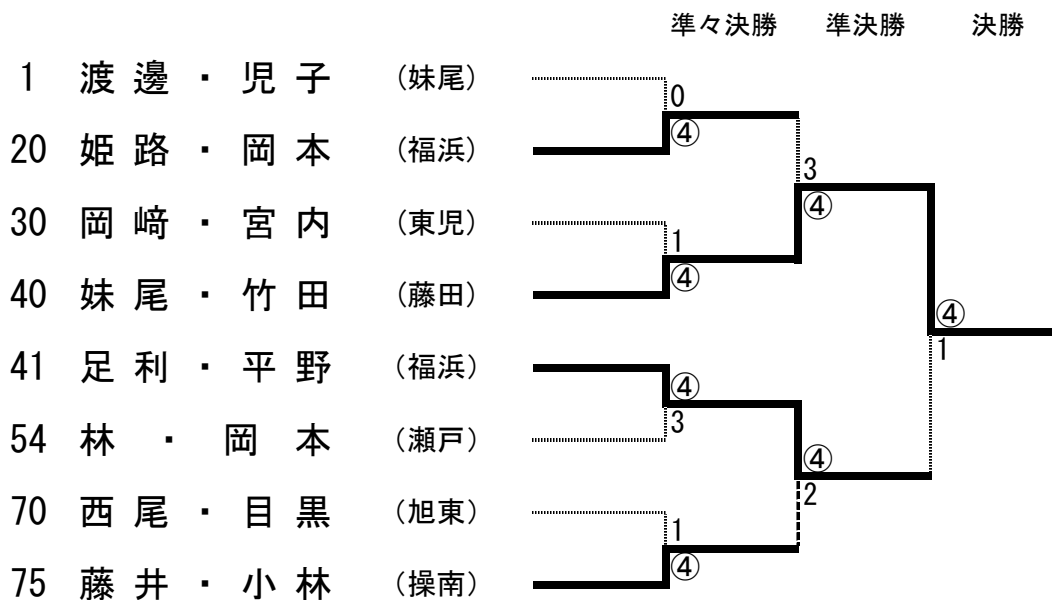 準々決勝 準決勝 決勝
1 渡邊・児子 (妹尾)
0
④
20 姫路・岡本 (福浜)
3
④
30 岡﨑・宮内 (東児)
1
④
40 妹尾・竹田 (藤田)
④
1
41 足利・平野 (福浜)
④
3
54 林・岡本 (瀬戸)
④
2
70 西尾・目黒 (旭東)
1
④
75 藤井・小林 (操南)